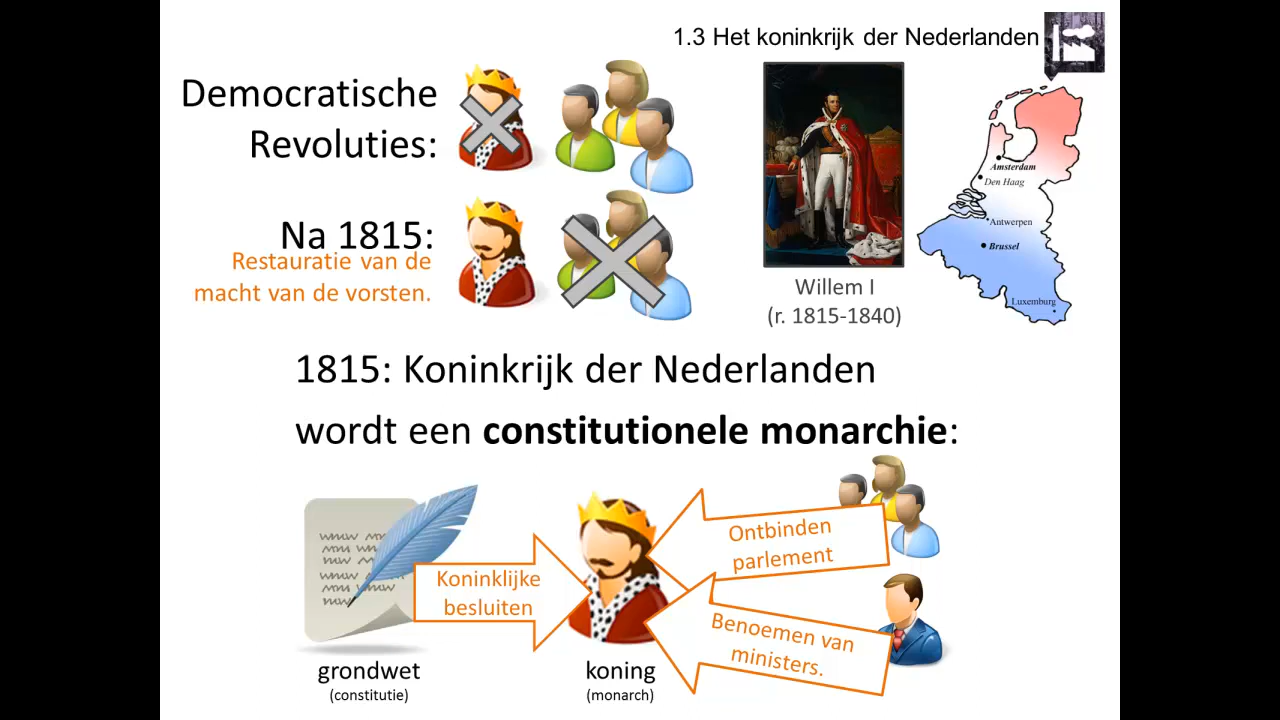 1.3 Het koninkrijk der Nederlanden
Democratische
Revoluties:
Na 1815:
Restauratie van de
macht van de vorsten.
Willem I
(r. 1815-1840)
Amsterdam
Den Haag
Antwerpen
Brussel
Luxemburg
1815: Koninkrijk der Nederlanden
wordt een constitutionele monarchie:
Koninklijke
besluiten
Ontbinden
parlement
Benoemen van
ministers.
grondwet
(constitutie)
koning
(monarch)